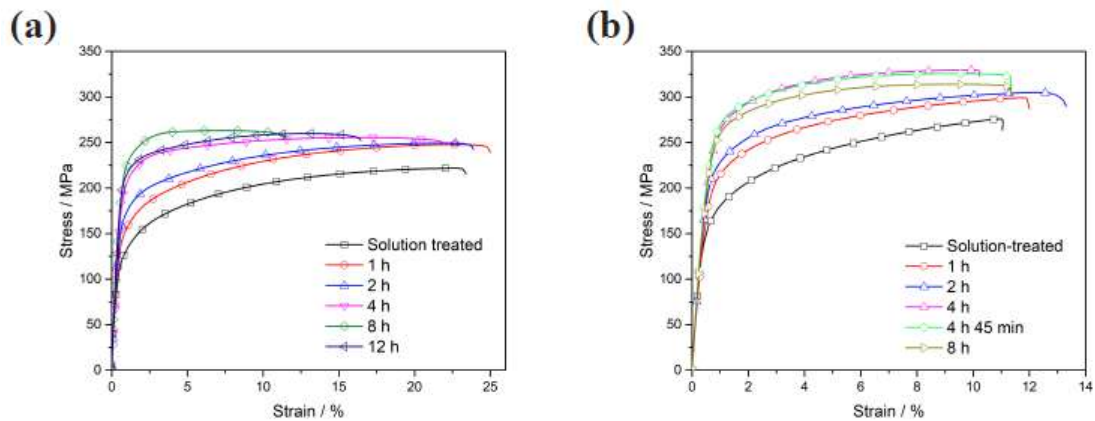 (a)
350
300
250
200
150
100
50
0
Stress / MPa
Solution treated
1 h
2 h
4 h
8 h
12 h
0 5 10 15 20 25
Strain / %
(b)
350
300
250
200
150
100
50
0
Stress / MPa
Solution-treated
1 h
2 h
4 h
4 h 45 min
8 h
0 2 4 6 8 10 12 14
Strain / %